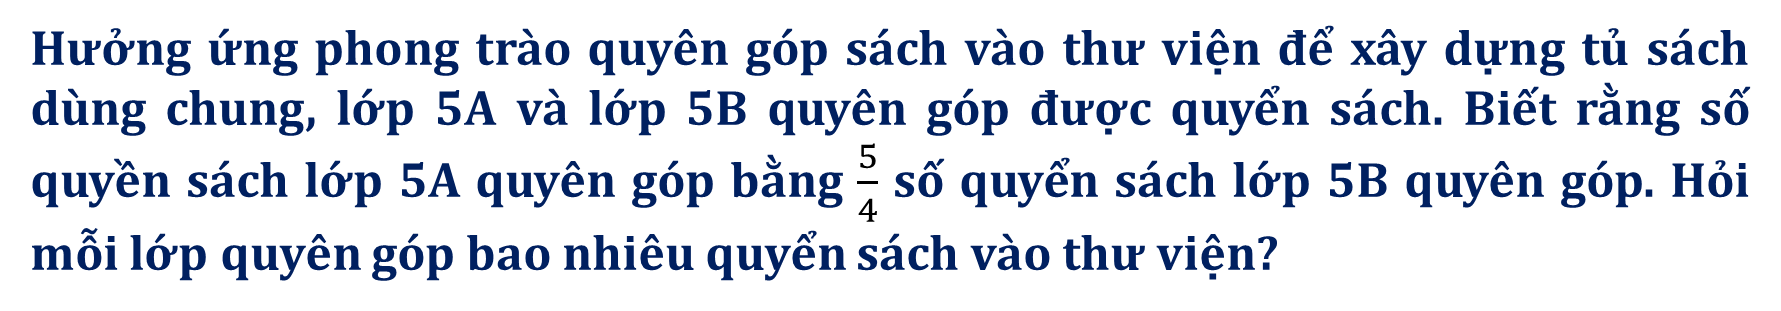 Hưởng ứng phong trào quyên góp sách vào thư viện để xây dựng tủ sách
dùng chung, lớp 5A và lớp 5B quyên góp được quyển sách. Biết rằng số
quyền sách lớp 5A quyên góp bằng 5/4 số quyển sách lớp 5B quyên góp. Hỏi
mỗi lớp quyên góp bao nhiêu quyển sách vào thư viện?